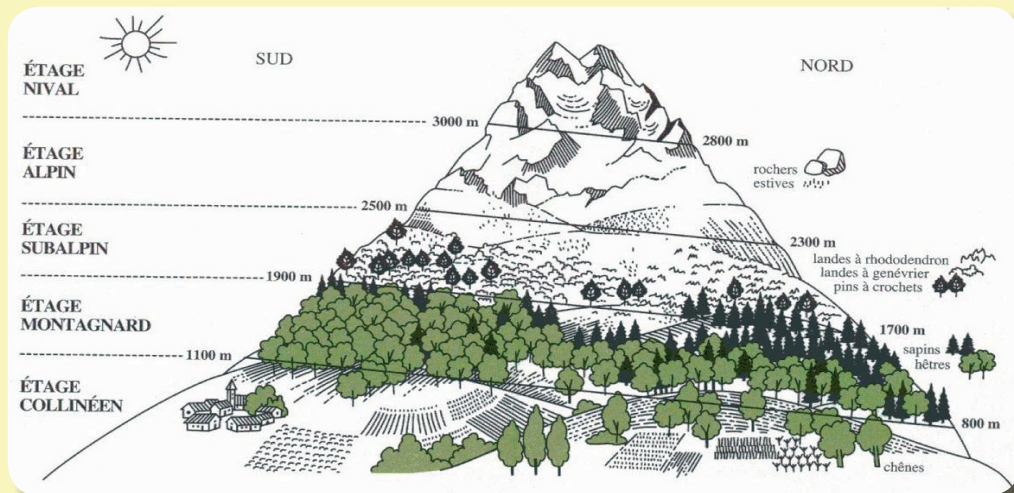 SUD
NORD
ÉTAGE
NIVAL
3000 m
2800 m
ÉTAGE
ALPIN
rochers
estives
2500 m
2300 m
ÉTAGE
SUBALPIN
landes à rhododendron
landes à genévrier
pins à crochets
1900 m
1700 m
ÉTAGE
MONTAGNARD
sapins
hêtres
1100 m
800 m
ÉTAGE
COLLINÉEN
chênes